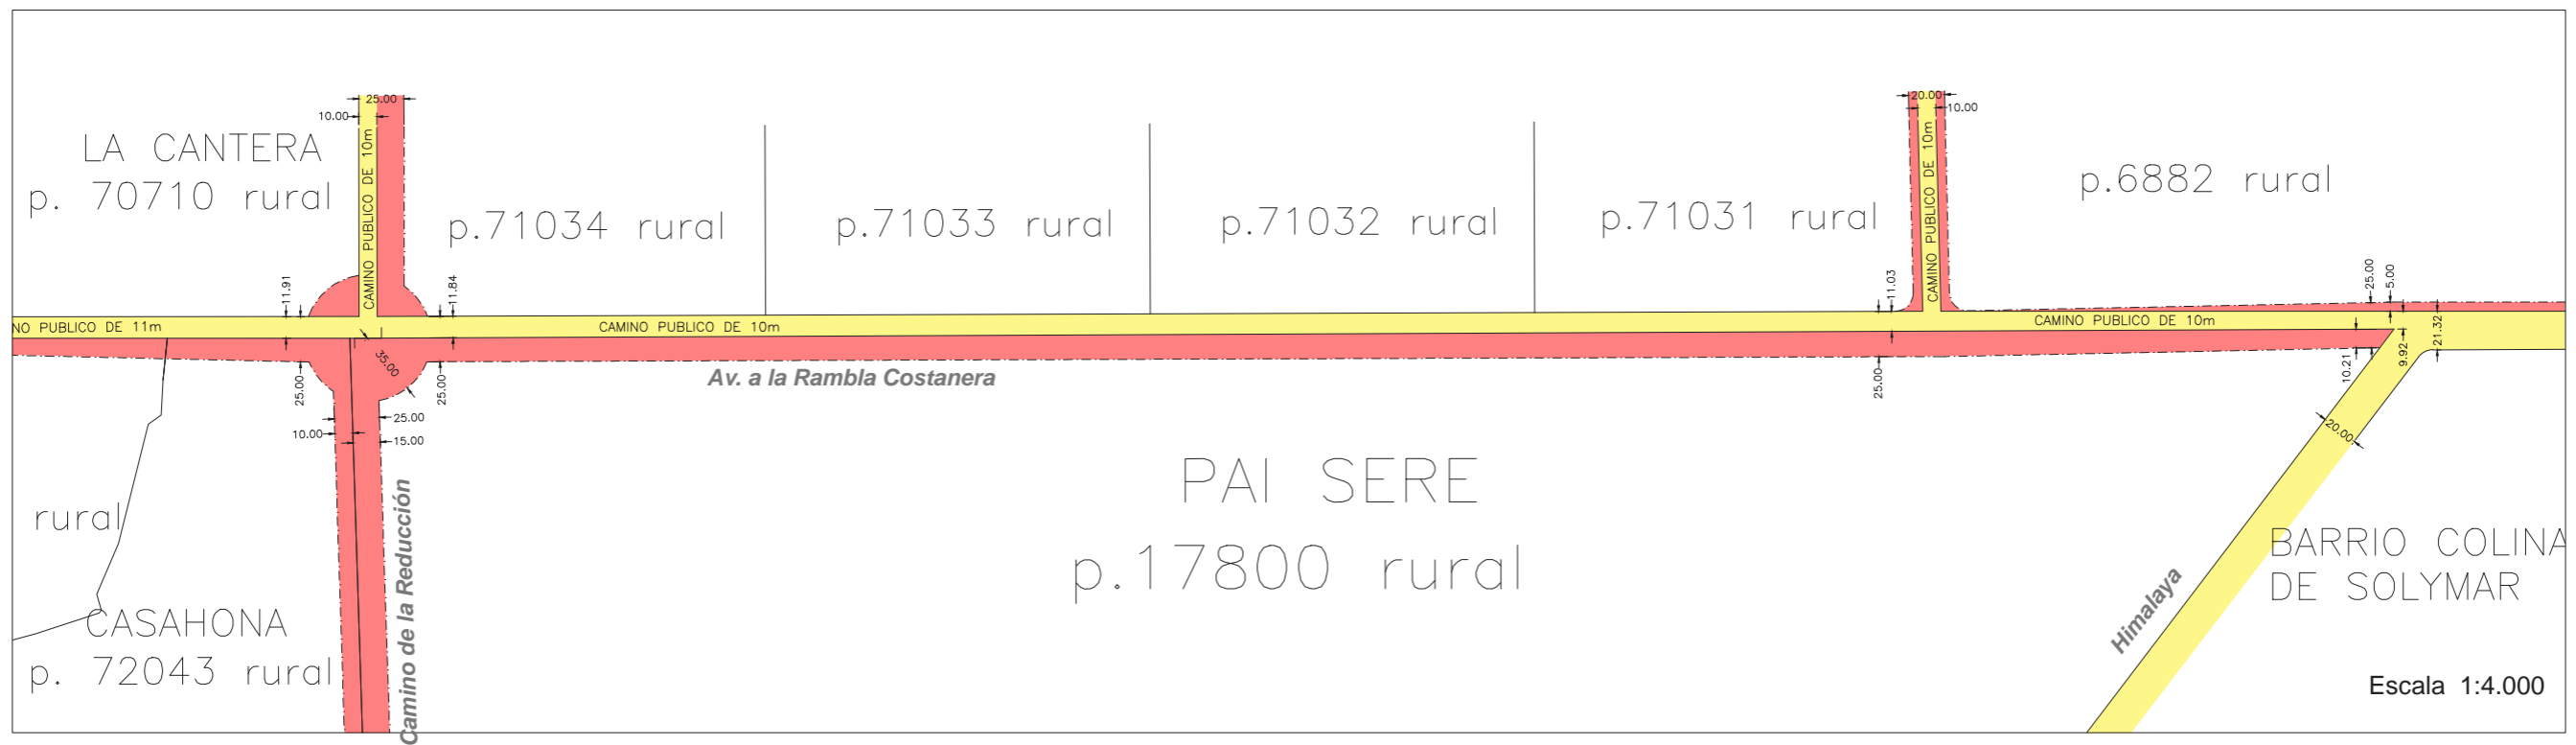 25.00
10.00
20.00
10.00
LA CANTERA
p. 70710 rural
CAMINO PUBLICO DE 10m
p.71034 rural
p.71033 rural
p.71032 rural
p.71031 rural
CAMINO PUBLICO DE 10m
p.6882 rural
11.91
11.84
11.03
25.00
5.00
NO PUBLICO DE 11m
CAMINO PUBLICO DE 10m
CAMINO PUBLICO DE 10m
21.32
9.92
10.21
35.00
25.00
25.00
25.00
Av. a la Rambla Costanera
25.00
10.00
15.00
20.00
PAI SERE
p.17800 rural
rural
Camino de la Reducción
CASAHONA
p. 72043 rural
Himalaya
BARRIO COLINA
DE SOLYMAR
Escala 1:4.000